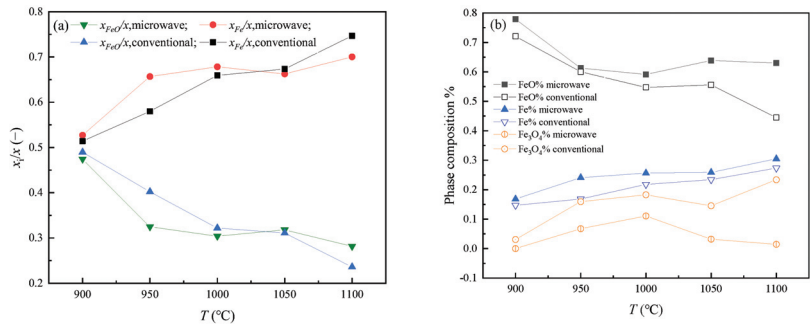 (a)
x_FeO/x,microwave; x_Fe/x,microwave;
x_FeO/x,conventional; x_Fe/x,conventional
0.8
0.7
0.6
0.5
0.4
0.3
0.2
x_i/x (−)
900 950 1000 1050 1100
T (°C)
(b)
0.8
0.7
0.6
0.5
0.4
0.3
0.2
0.1
0.0
-0.1
Phase composition %
FeO% microwave
FeO% conventional
Fe% microwave
Fe% conventional
Fe₃O₄% microwave
Fe₃O₄% conventional
900 950 1000 1050 1100
T (°C)